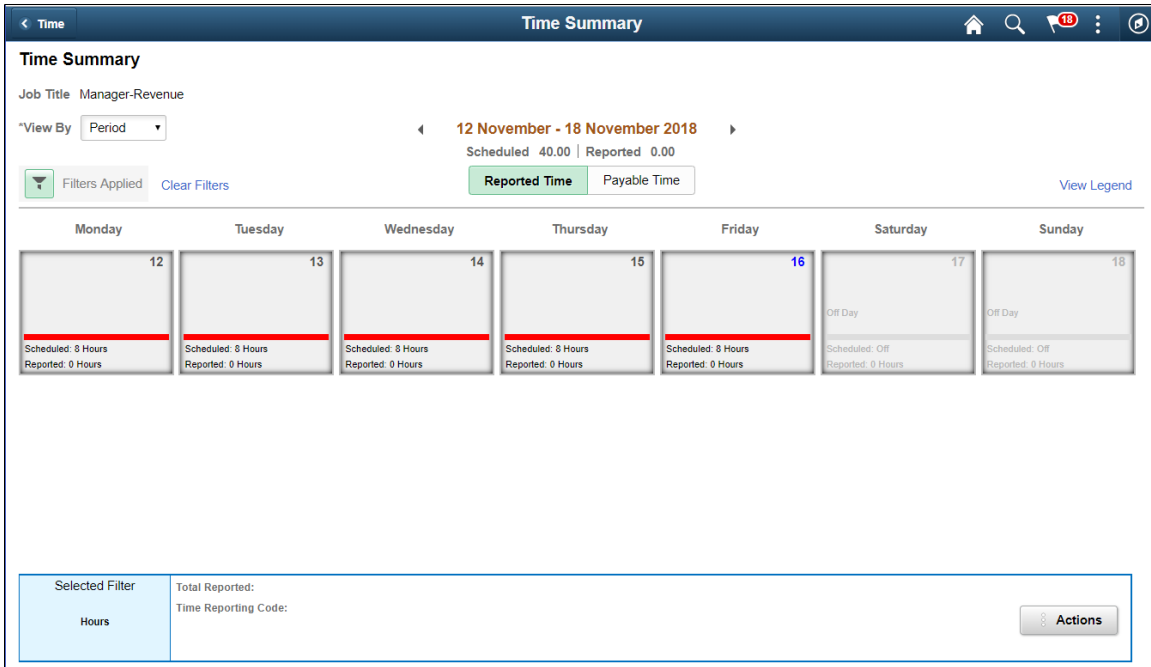 Time
Time Summary
18
Time Summary
Job Title Manager-Revenue
*View By Period
12 November - 18 November 2018
Scheduled 40.00 | Reported 0.00
Filters Applied Clear Filters
Reported Time Payable Time
View Legend
Monday Tuesday Wednesday Thursday Friday Saturday Sunday
12 13 14 15 16 17 18
Off Day Off Day
Scheduled: 8 Hours Scheduled: 8 Hours Scheduled: 8 Hours Scheduled: 8 Hours Scheduled: 8 Hours Scheduled: Off Scheduled: Off
Reported: 0 Hours Reported: 0 Hours Reported: 0 Hours Reported: 0 Hours Reported: 0 Hours Reported: 0 Hours Reported: 0 Hours
Selected Filter
Hours
Total Reported:
Time Reporting Code:
Actions